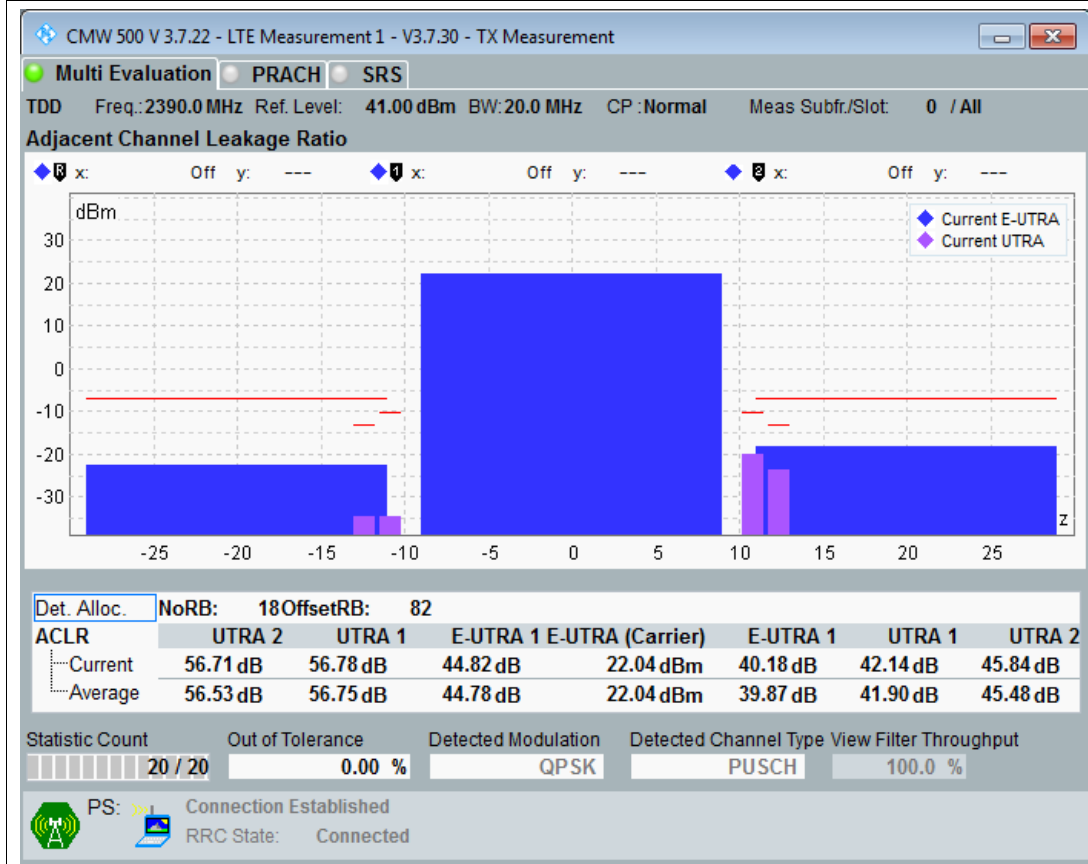 CMW 500 V 3.7.22 - LTE Measurement 1 - V3.7.30 - TX Measurement
Multi Evaluation PRACH SRS
TDD Freq.: 2390.0 MHz Ref. Level: 41.00 dBm BW: 20.0 MHz CP : Normal Meas Subfr./Slot: 0 / All
Adjacent Channel Leakage Ratio
R x: Off y: --- 1 x: Off y: --- 2 x: Off y: ---
dBm
Current E-UTRA
Current UTRA
30
20
10
0
-10
-20
-30
z
-25 -20 -15 -10 -5 0 5 10 15 20 25
Det. Alloc. NoRB: 18 OffsetRB: 82
ACLR UTRA 2 UTRA 1 E-UTRA 1 E-UTRA (Carrier) E-UTRA 1 UTRA 1 UTRA 2
Current 56.71 dB 56.78 dB 44.82 dB 22.04 dBm 40.18 dB 42.14 dB 45.84 dB
Average 56.53 dB 56.75 dB 44.78 dB 22.04 dBm 39.87 dB 41.90 dB 45.48 dB
Statistic Count Out of Tolerance Detected Modulation Detected Channel Type View Filter Throughput
20 / 20 0.00 % QPSK PUSCH 100.0 %
PS: Connection Established
RRC State: Connected